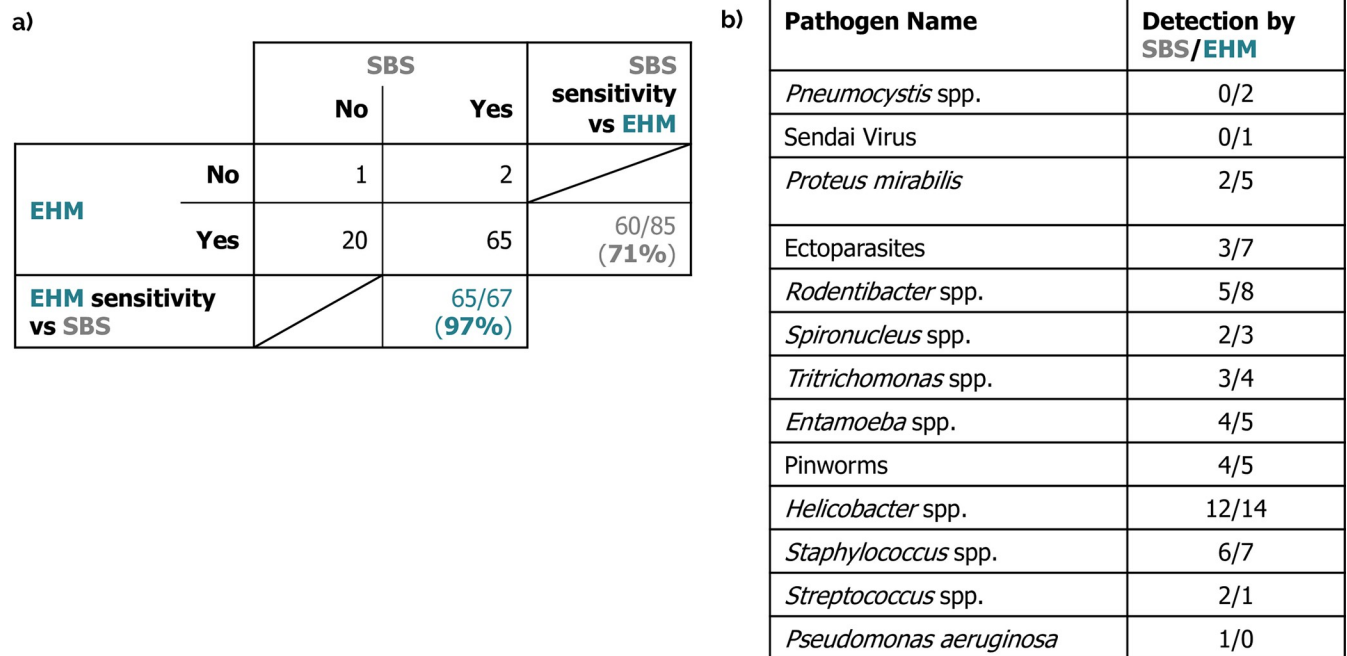 a)
SBS
No Yes
SBS
sensitivity
vs EHM
EHM
No 1 2
Yes 20 65
60/85
(71%)
EHM sensitivity
vs SBS
65/67
(97%)
b)
Pathogen Name Detection by
SBS/EHM
Pneumocystis spp. 0/2
Sendai Virus 0/1
Proteus mirabilis 2/5
Ectoparasites 3/7
Rodentibacter spp. 5/8
Spironucleus spp. 2/3
Tritrichomonas spp. 3/4
Entamoeba spp. 4/5
Pinworms 4/5
Helicobacter spp. 12/14
Staphylococcus spp. 6/7
Streptococcus spp. 2/1
Pseudomonas aeruginosa 1/0